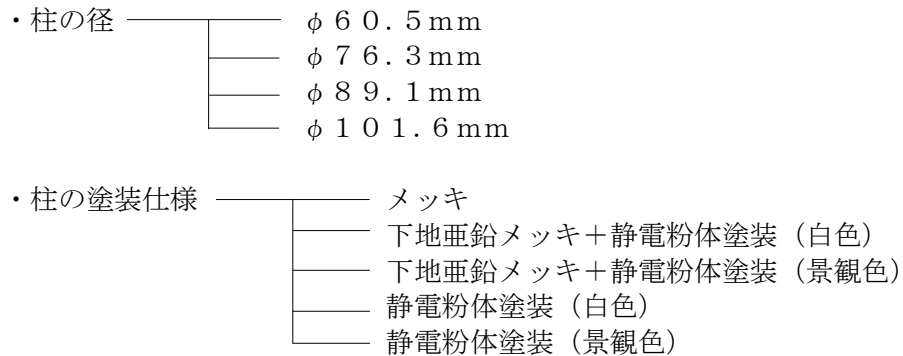 ・柱の径 φ６０.５mm
φ７６.３mm
φ８９.１mm
φ１０１.６mm
・柱の塗装仕様 メッキ
下地亜鉛メッキ＋静電粉体塗装（白色）
下地亜鉛メッキ＋静電粉体塗装（景観色）
静電粉体塗装（白色）
静電粉体塗装（景観色）